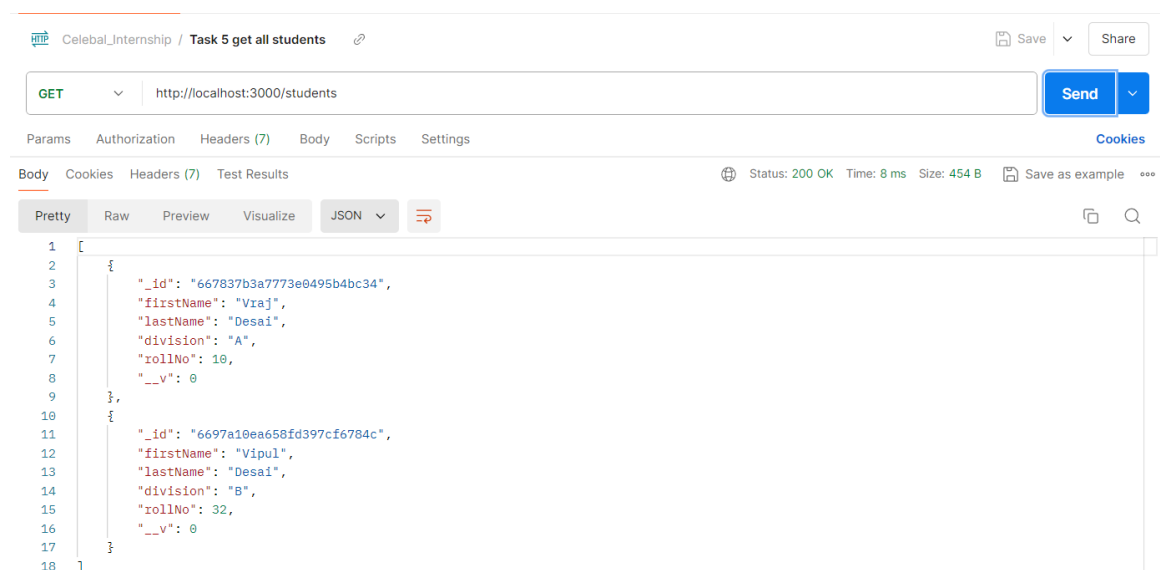 HTTP Celebal_Internship / Task 5 get all students Save Share
GET http://localhost:3000/students Send
Params Authorization Headers (7) Body Scripts Settings Cookies
Body Cookies Headers (7) Test Results Status: 200 OK Time: 8 ms Size: 454 B Save as example
Pretty Raw Preview Visualize JSON
1 [
2 {
3 "_id": "667837b3a7773e0495b4bc34",
4 "firstName": "Vraj",
5 "lastName": "Desai",
6 "division": "A",
7 "rollNo": 10,
8 "__v": 0
9 },
10 {
11 "_id": "6697a10ea658fd397cf6784c",
12 "firstName": "Vipul",
13 "lastName": "Desai",
14 "division": "B",
15 "rollNo": 32,
16 "__v": 0
17 }
18 ]